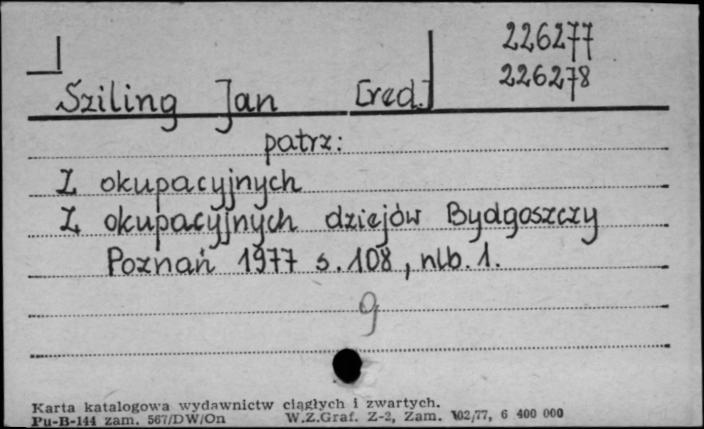 226277
226278
Sziling Jan [red.]
patrz:
Z okupacyjnych
Z okupacyjnych dziejów Bydgoszczy
Poznań 1977 s. 108, nlb. 1.
9
Karta katalogowa wydawnictw ciągłych i zwartych.
Pu-B-144 zam. 567/DW/On W.Z.Graf. Z-2, Zam. 102/77, 6 400 000